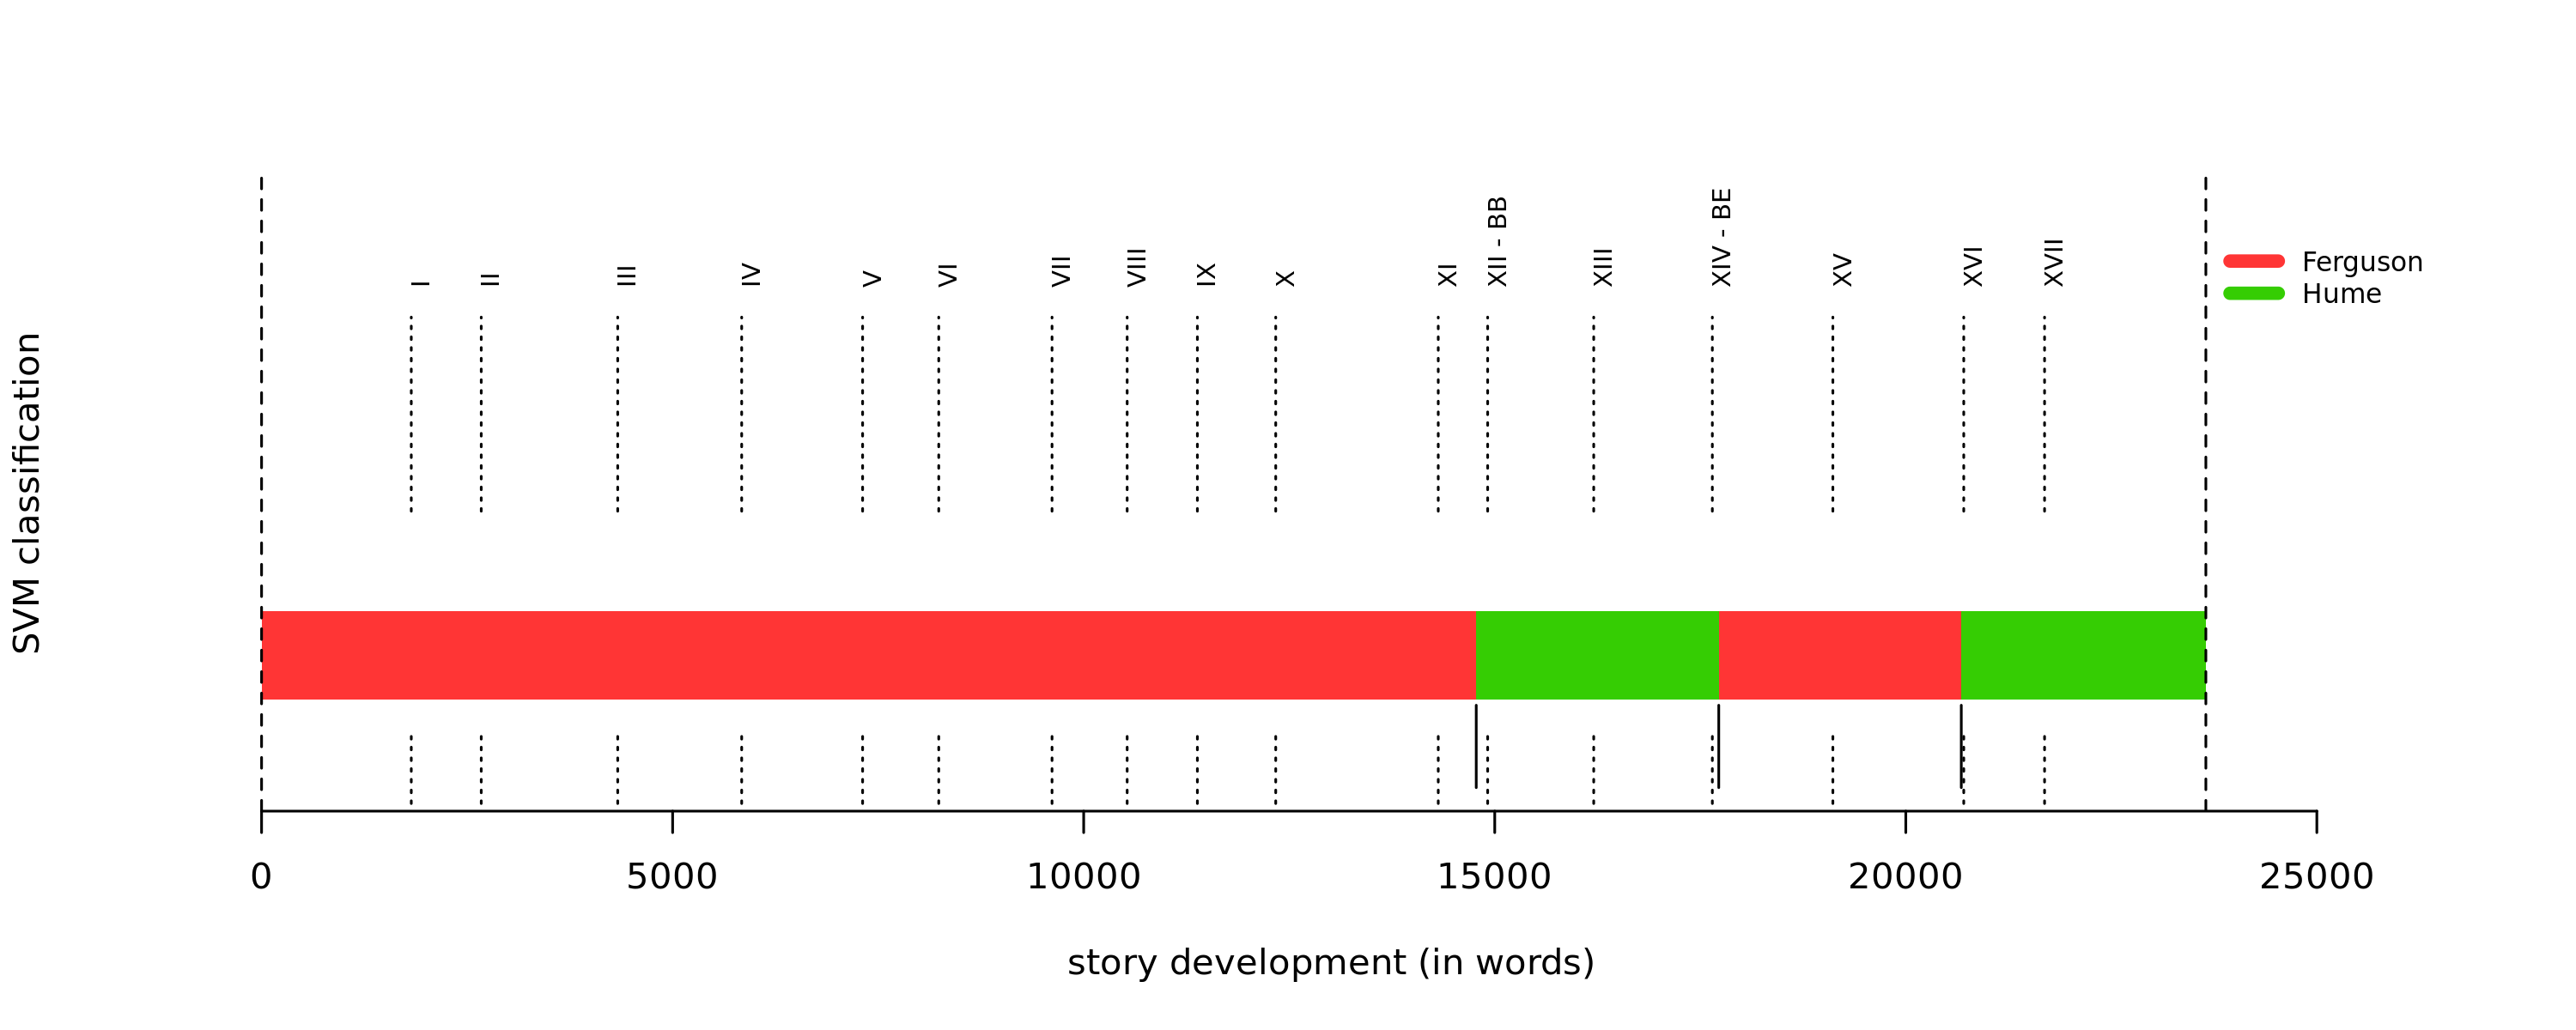 I
II
III
IV
V
VI
VII
VIII
IX
X
XI
XII - BB
XIII
XIV - BE
XV
XVI
XVII
Ferguson
Hume
SVM classification
0 5000 10000 15000 20000 25000
story development (in words)